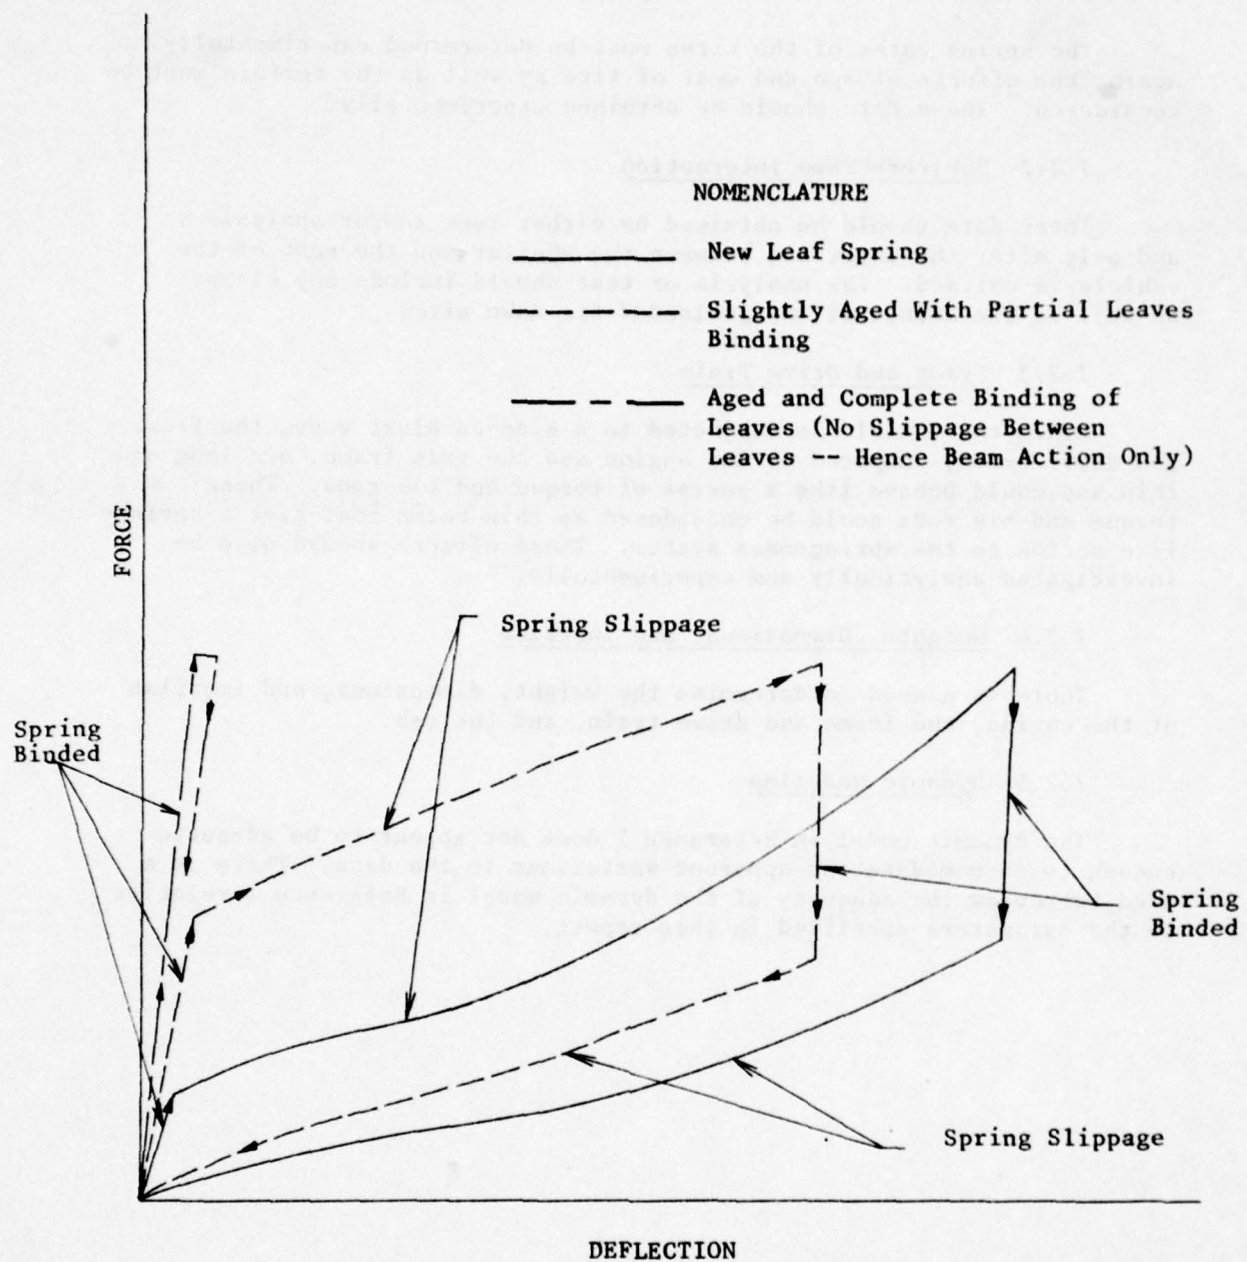 NOMENCLATURE
New Leaf Spring
Slightly Aged With Partial Leaves
Binding
Aged and Complete Binding of
Leaves (No Slippage Between
Leaves -- Hence Beam Action Only)
FORCE
Spring Slippage
Spring
Binded
Spring
Binded
Spring Slippage
DEFLECTION